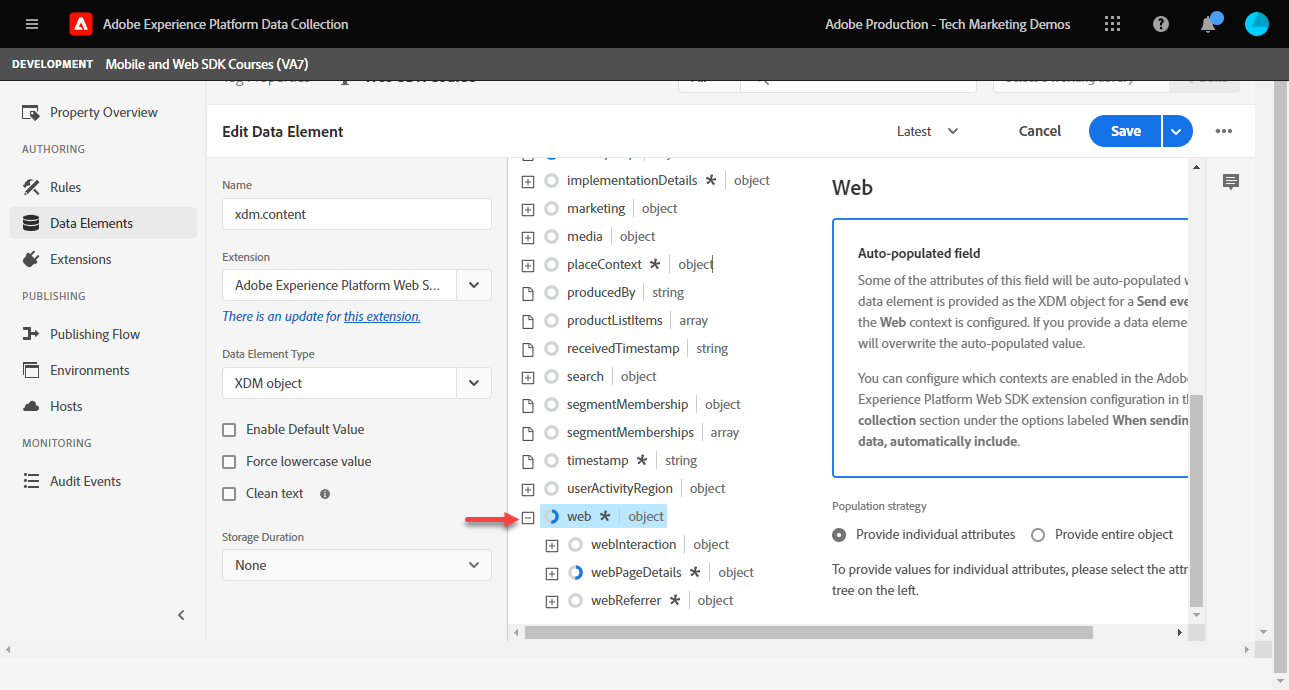 Adobe Experience Platform Data Collection
Adobe Production - Tech Marketing Demos
DEVELOPMENT Mobile and Web SDK Courses (VA7)
Property Overview
AUTHORING
Rules
Data Elements
Extensions
PUBLISHING
Publishing Flow
Environments
Hosts
MONITORING
Audit Events
Edit Data Element
Latest
Cancel
Save
Name
xdm.content
Extension
Adobe Experience Platform Web S...
There is an update for this extension.
Data Element Type
XDM object
Enable Default Value
Force lowercase value
Clean text
Storage Duration
None
implementationDetails * object
marketing object
media object
placeContext * object
producedBy string
productListItems array
receivedTimestamp string
search object
segmentMembership object
segmentMemberships array
timestamp * string
userActivityRegion object
web * object
webInteraction object
webPageDetails * object
webReferrer * object
Web
Auto-populated field
Some of the attributes of this field will be auto-populated
data element is provided as the XDM object for a Send eve
the Web context is configured. If you provide a data eleme
will overwrite the auto-populated value.
You can configure which contexts are enabled in the Adob
Experience Platform Web SDK extension configuration in t
collection section under the options labeled When sendin
data, automatically include.
Population strategy
Provide individual attributes
Provide entire object
To provide values for individual attributes, please select the attr
tree on the left.